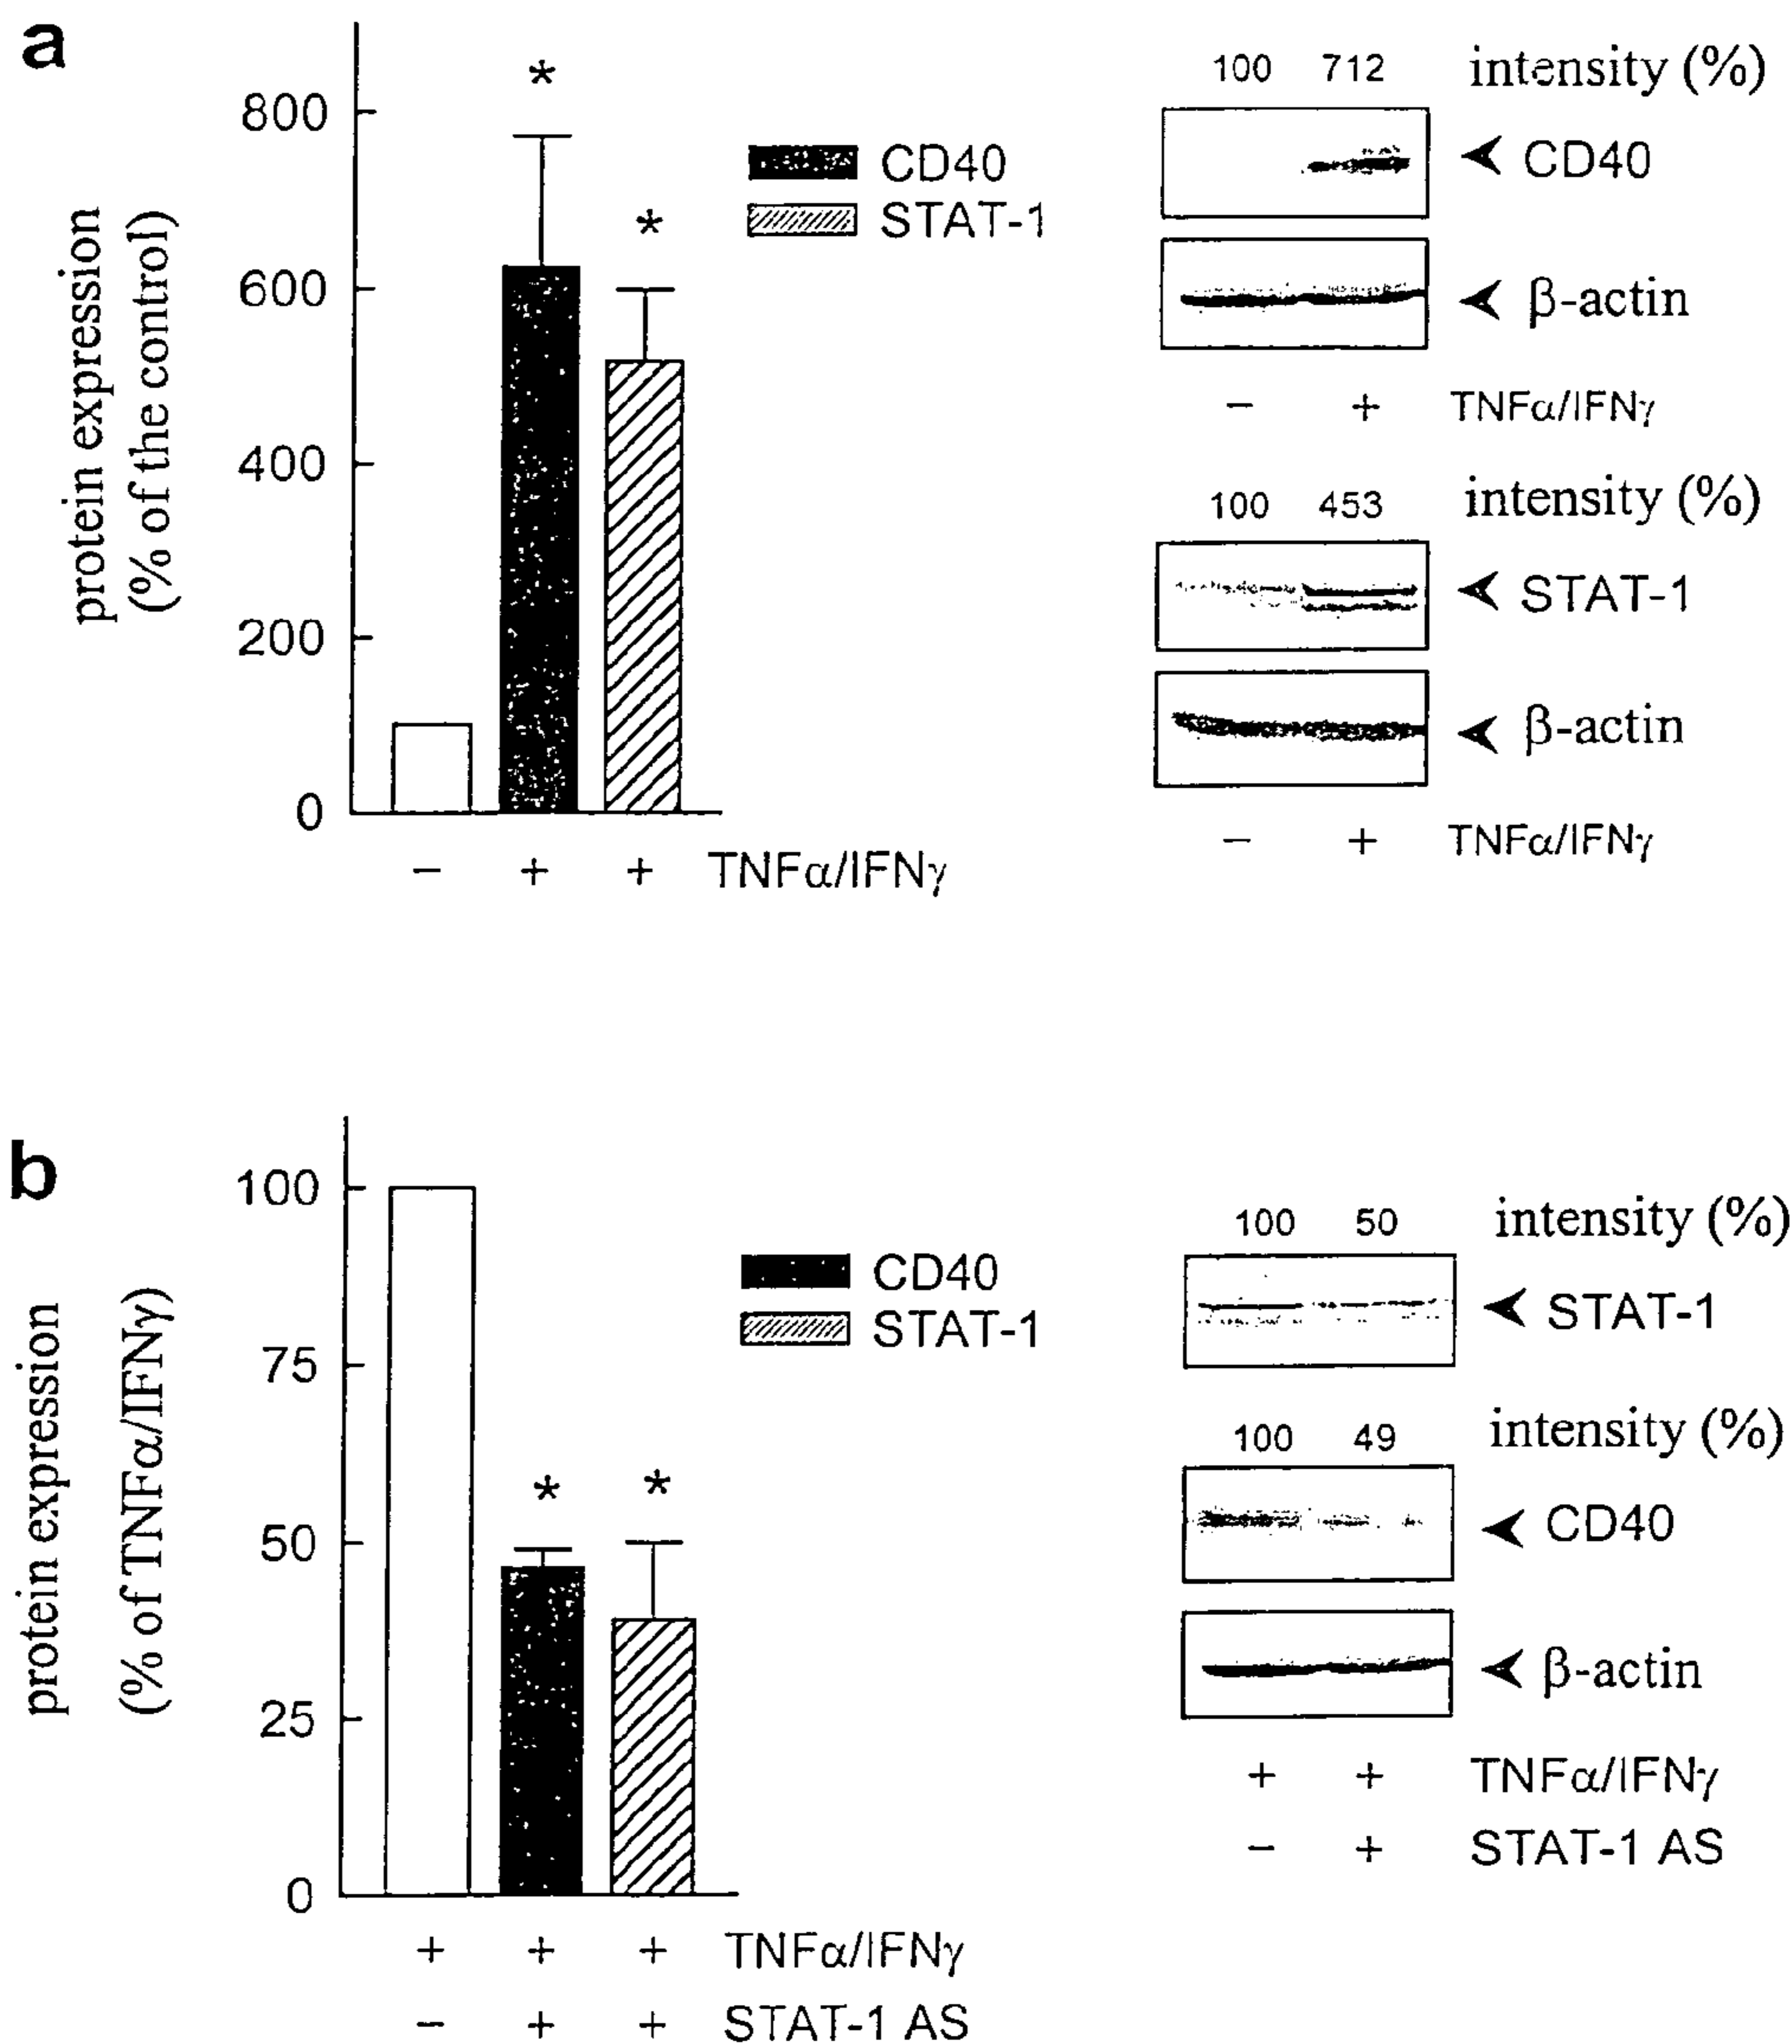 a
protein expression
(% of the control)
800
600
400
200
0
*
*
CD40
STAT-1
− + + TNFα/IFNγ
100 712 intensity (%)
CD40
β-actin
− + TNFα/IFNγ
100 453 intensity (%)
STAT-1
β-actin
− + TNFα/IFNγ
b
protein expression
(% of TNFα/IFNγ)
100
75
50
25
0
*
*
CD40
STAT-1
+ + + TNFα/IFNγ
− + + STAT-1 AS
100 50 intensity (%)
STAT-1
100 49 intensity (%)
CD40
β-actin
+ + TNFα/IFNγ
− + STAT-1 AS